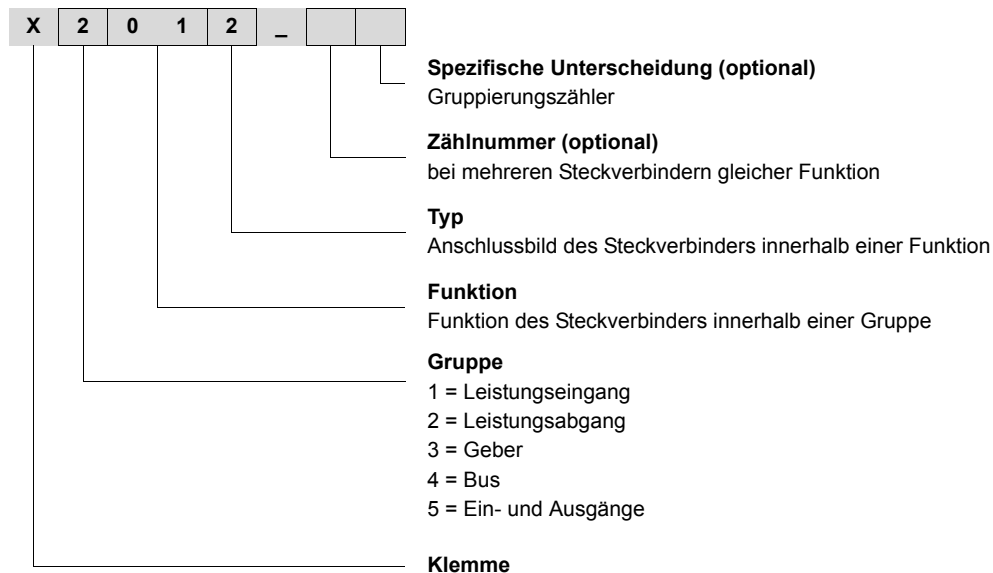 X 2 0 1 2 _
Spezifische Unterscheidung (optional)
Gruppierungszähler
Zählnummer (optional)
bei mehreren Steckverbindern gleicher Funktion
Typ
Anschlussbild des Steckverbinders innerhalb einer Funktion
Funktion
Funktion des Steckverbinders innerhalb einer Gruppe
Gruppe
1 = Leistungseingang
2 = Leistungsabgang
3 = Geber
4 = Bus
5 = Ein- und Ausgänge
Klemme